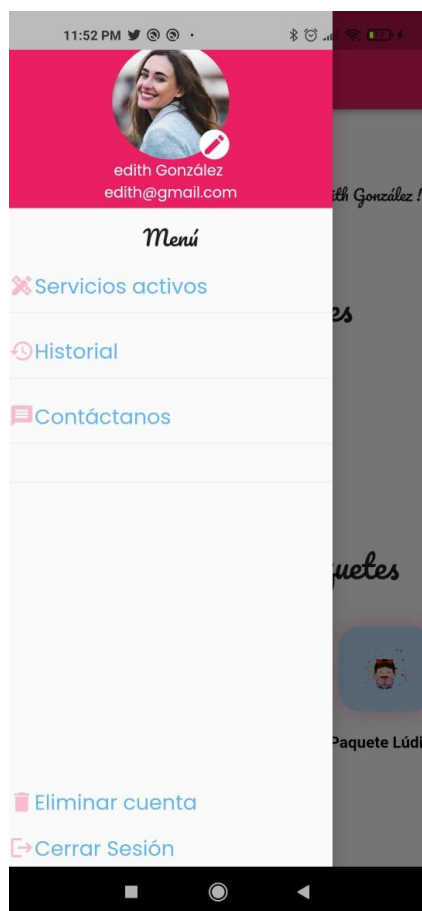 11:52 PM
edith González
edith@gmail.com
ith González !
Menú
Servicios activos
es
Historial
Contáctanos
uetes
Paquete Lúdi
Eliminar cuenta
Cerrar Sesión